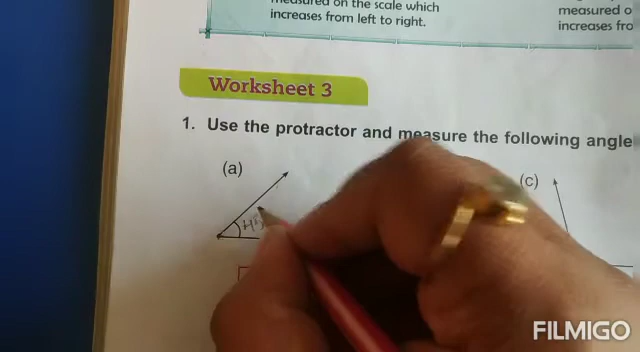 measured on the scale which
increases from left to right.
measured o
increases fro
Worksheet 3
1. Use the protractor and measure the following angle
(a)
(c)
FILMIGO